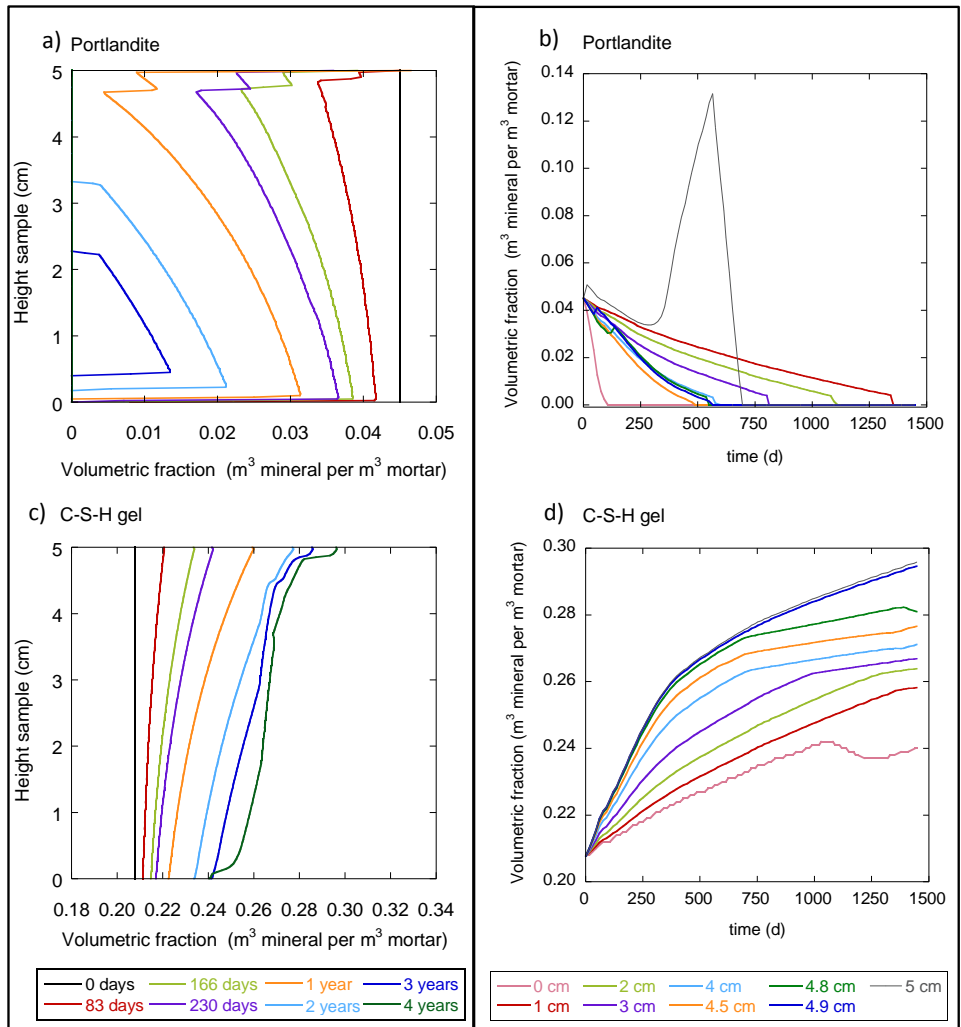 a) Portlandite
5
4
3
2
1
0
Height sample (cm)
0 0.01 0.02 0.03 0.04 0.05
Volumetric fraction (m³ mineral per m³ mortar)
b) Portlandite
0.14
0.12
0.10
0.08
0.06
0.04
0.02
0.00
Volumetric fraction (m³ mineral per m³ mortar)
0 250 500 750 1000 1250 1500
time (d)
c) C-S-H gel
5
4
3
2
1
0
Height sample (cm)
0.18 0.20 0.22 0.24 0.26 0.28 0.30 0.32 0.34
Volumetric fraction (m³ mineral per m³ mortar)
0 days 166 days 1 year 3 years
83 days 230 days 2 years 4 years
d) C-S-H gel
0.30
0.28
0.26
0.24
0.22
0.20
Volumetric fraction (m³ mineral per m³ mortar)
0 250 500 750 1000 1250 1500
time (d)
0 cm 2 cm 4 cm 4.8 cm 5 cm
1 cm 3 cm 4.5 cm 4.9 cm